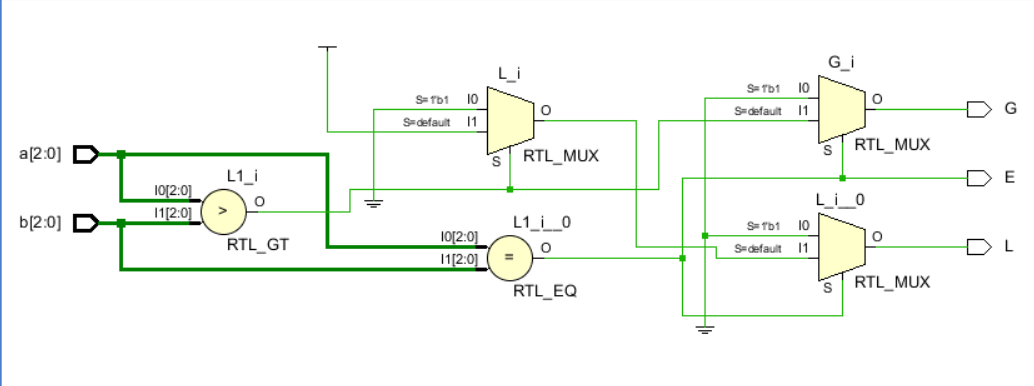 G_i
L_i
S=1'b1 I0
O
S=default I1
S
RTL_MUX
S=1'b1 I0
O
G
S=default I1
S
RTL_MUX
a[2:0]
L1_i
I0[2:0]
O
>
I1[2:0]
RTL_GT
b[2:0]
E
L1_i__0
I0[2:0]
O
=
I1[2:0]
RTL_EQ
L_i__0
S=1'b1 I0
O
L
S=default I1
S
RTL_MUX